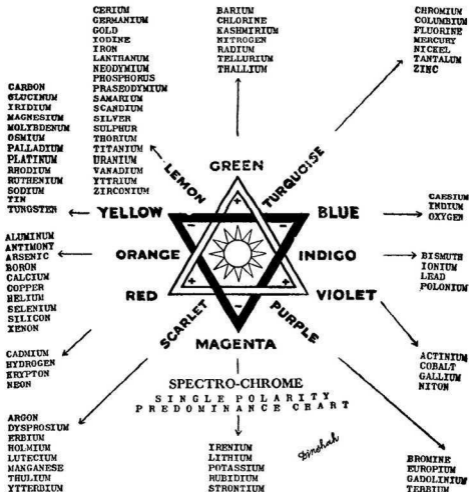 CERIUM
GERMANIUM
GOLD
IODINE
IRON
LANTHANUM
NEODYMIUM
PHOSPHORUS
PRASEODYMIUM
SAMARIUM
SCANDIUM
SILVER
SULPHUR
THORIUM
TITANIUM
URANIUM
VANADIUM
YTTRIUM
ZIRCONIUM
BARIUM
CHLORINE
KASHMIRIUM
NITROGEN
RADIUM
TELLURIUM
THALLIUM
CHROMIUM
COLUMBIUM
FLUORINE
MERCURY
NICKEL
TANTALUM
ZINC
CARBON
GLUCINUM
IRIDIUM
MAGNESIUM
MOLYBDENUM
OSMIUM
PALLADYUM
PLATINUM
RHODIUM
RUTHENIUM
SODIUM
TIN
TUNGSTEN
LEMON
GREEN
TURQUOISE
YELLOW
BLUE
CAESIUM
INDIUM
OXYGEN
ALUMINUM
ANTIMONY
ARSENIC
BORON
CALCIUM
COPPER
HELIUM
SELENIUM
SILICON
XENON
ORANGE
INDIGO
BISMUTH
IONIUM
LEAD
POLONIUM
RED
VIOLET
SCARLET
PURPLE
MAGENTA
CADMIUM
HYDROGEN
KRYPTON
NEON
ACTINIUM
COBALT
GALLIUM
NITON
SPECTRO-CHROME
SINGLE POLARITY
PREDOMINANCE CHART
Dinshah
ARGON
DYSPROSIUM
ERBIUM
HOLMIUM
LUTECIUM
MANGANESE
THULIUM
YTTERBIUM
IRENIUM
LITHIUM
POTASSIUM
RUBIDIUM
STRONTIUM
BROMINE
EUROPIUM
GADOLINIUM
TERBIUM